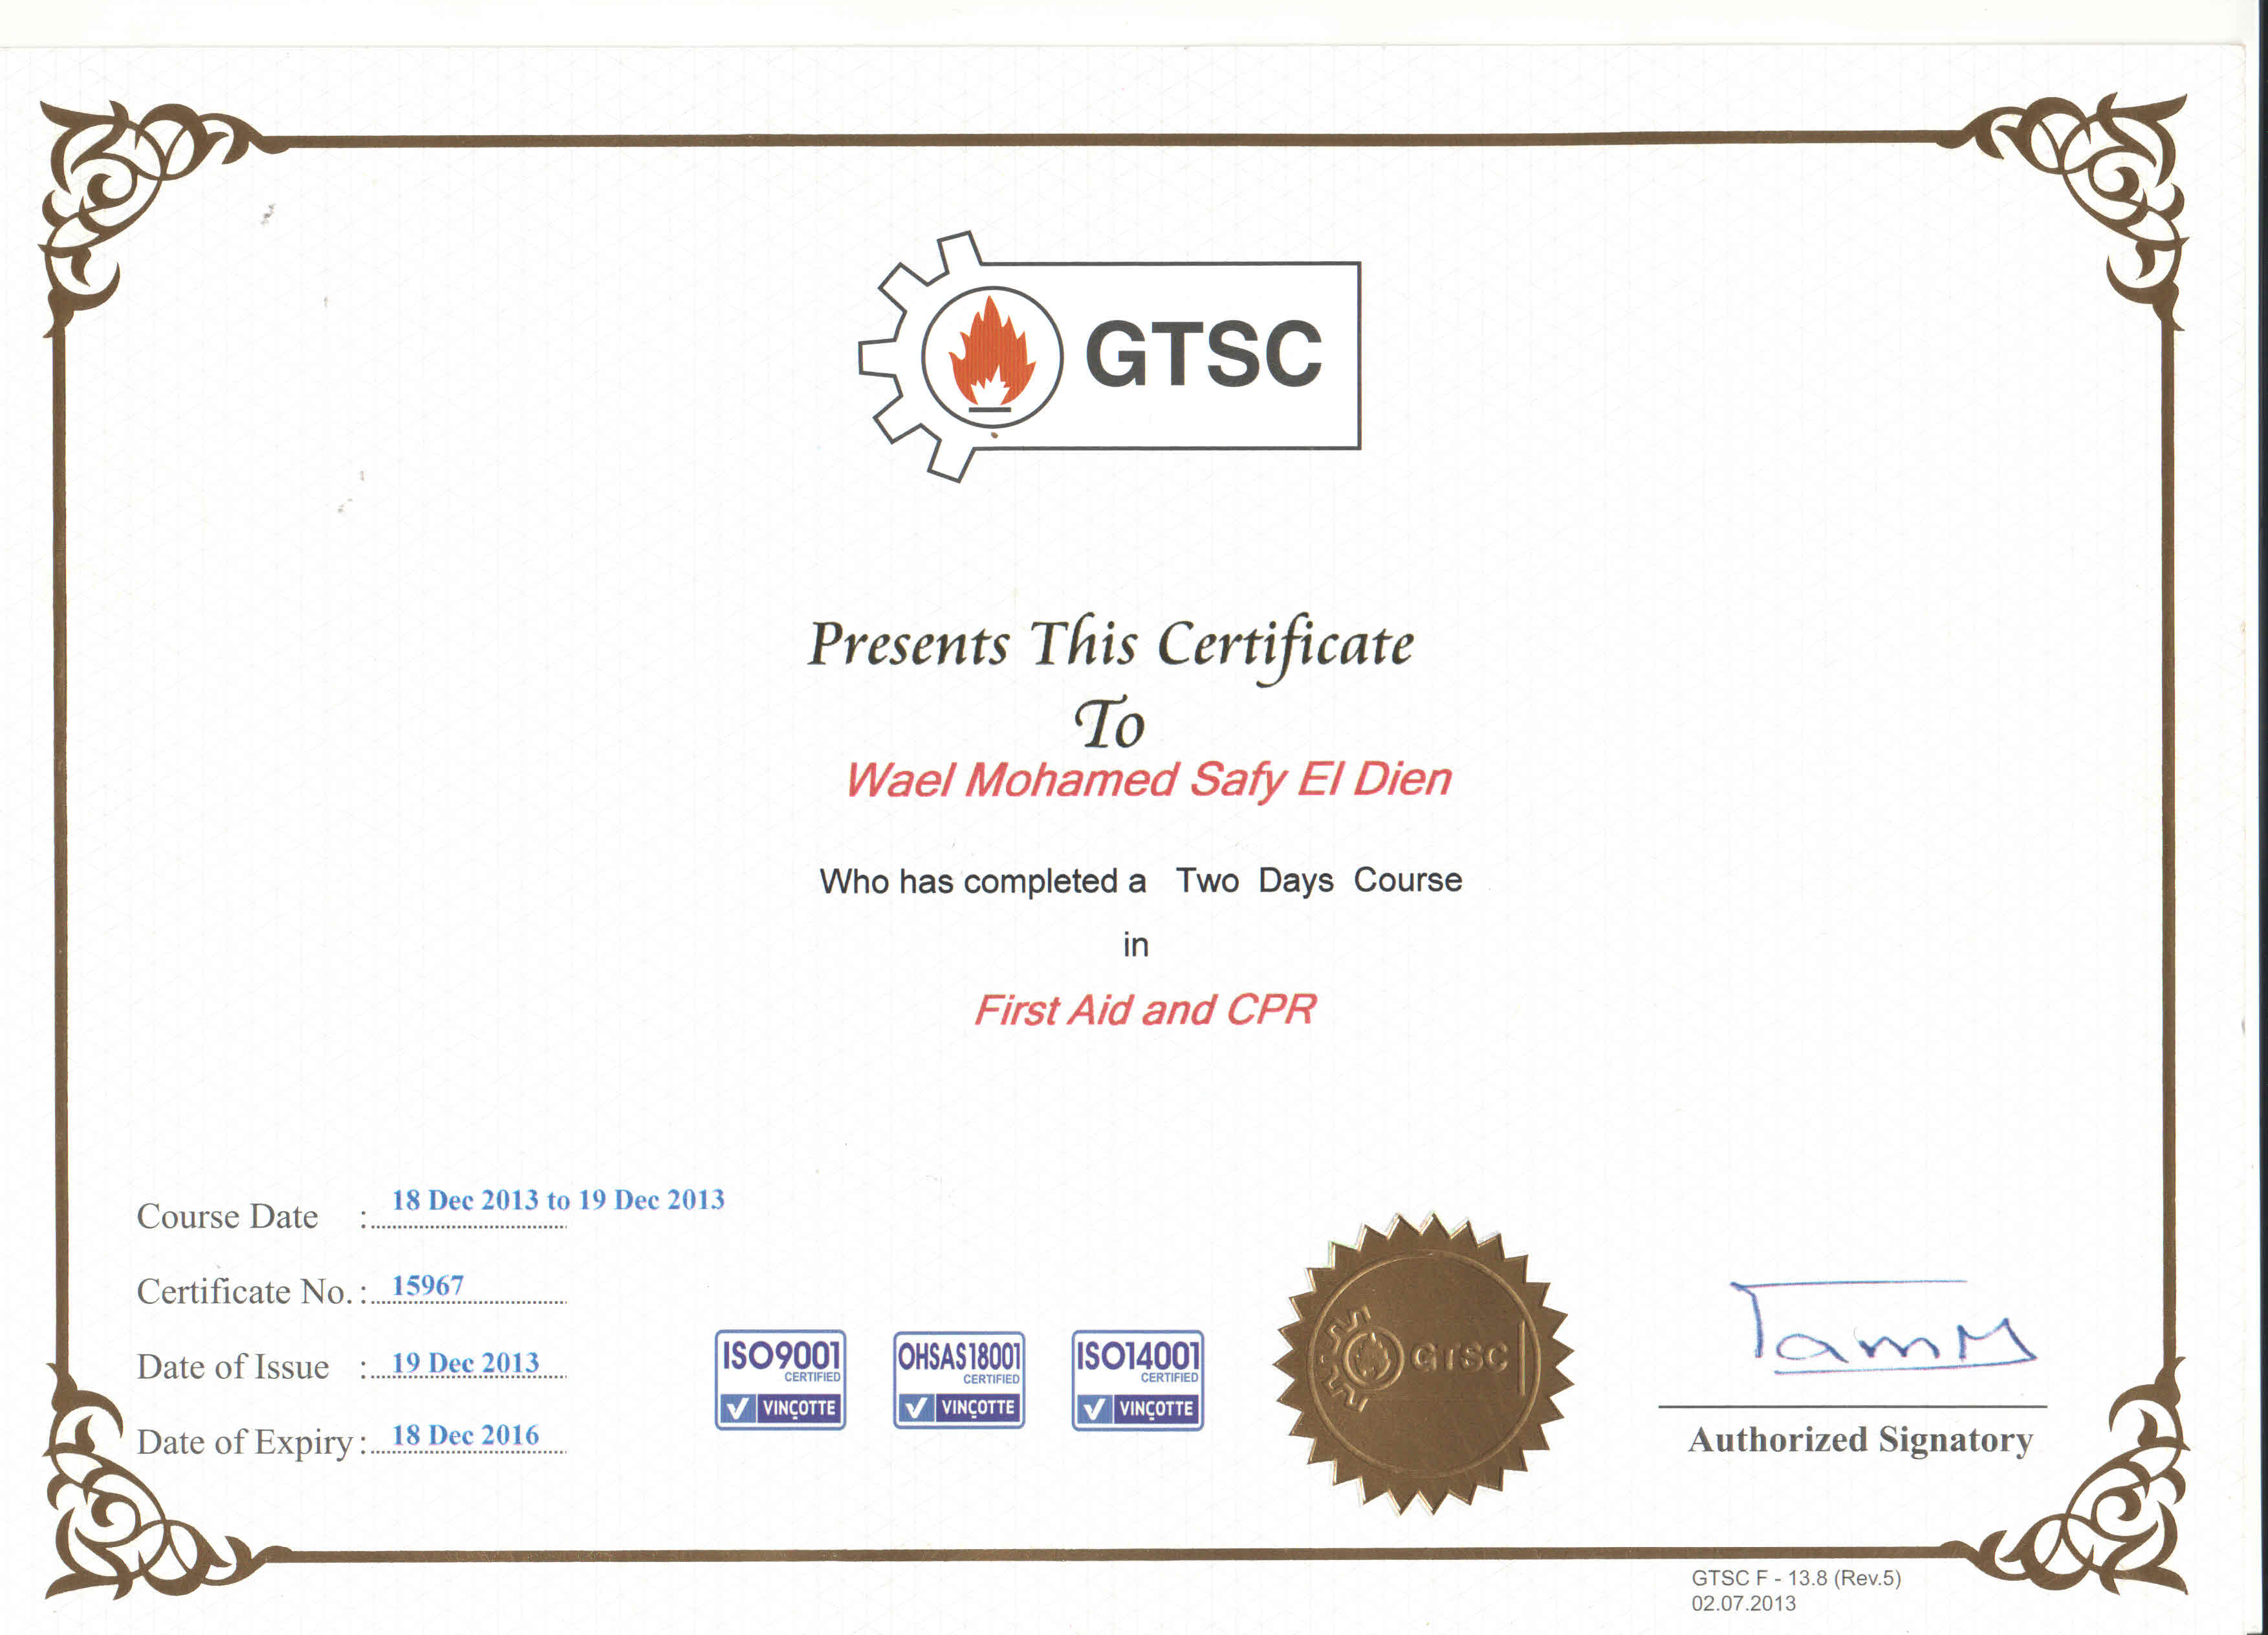 GTSC
Presents This Certificate
To
Wael Mohamed Safy El Dien
Who has completed a Two Days Course
in
First Aid and CPR
Course Date : 18 Dec 2013 to 19 Dec 2013
Certificate No. : 15967
Date of Issue : 19 Dec 2013
Date of Expiry : 18 Dec 2016
ISO9001
CERTIFIED
VINÇOTTE
OHSAS18001
CERTIFIED
VINÇOTTE
ISO14001
CERTIFIED
VINÇOTTE
GTSC
Authorized Signatory
GTSC F - 13.8 (Rev.5)
02.07.2013